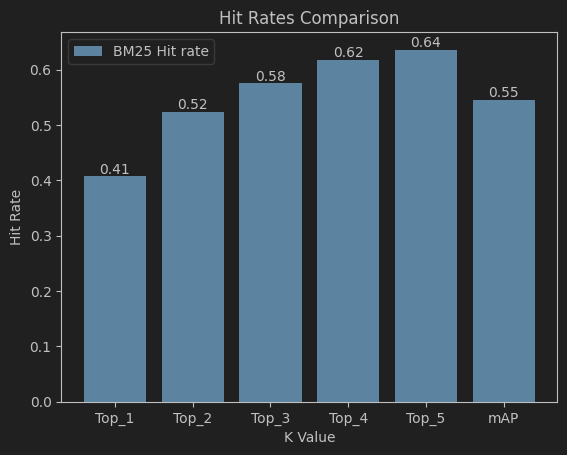 Hit Rates Comparison
BM25 Hit rate
0.41
0.52
0.58
0.62
0.64
0.55
Hit Rate
0.6
0.5
0.4
0.3
0.2
0.1
0.0
Top_1 Top_2 Top_3 Top_4 Top_5 mAP
K Value